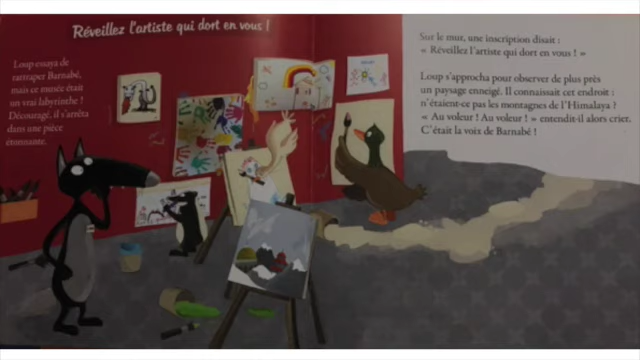 Réveillez l'artiste qui dort en vous !
Loup essaya de
rattraper Barnabé,
mais ce musée était
un vrai labyrinthe !
Découragé, il s'arrêta
dans une pièce
étonnante.
Sur le mur, une inscription disait :
« Réveillez l'artiste qui dort en vous ! »
Loup s'approcha pour observer de plus près
un paysage enneigé. Il connaissait cet endroit :
n'étaient-ce pas les montagnes de l'Himalaya ?
« Au voleur ! Au voleur ! » entendit-il alors crier.
C'était la voix de Barnabé !